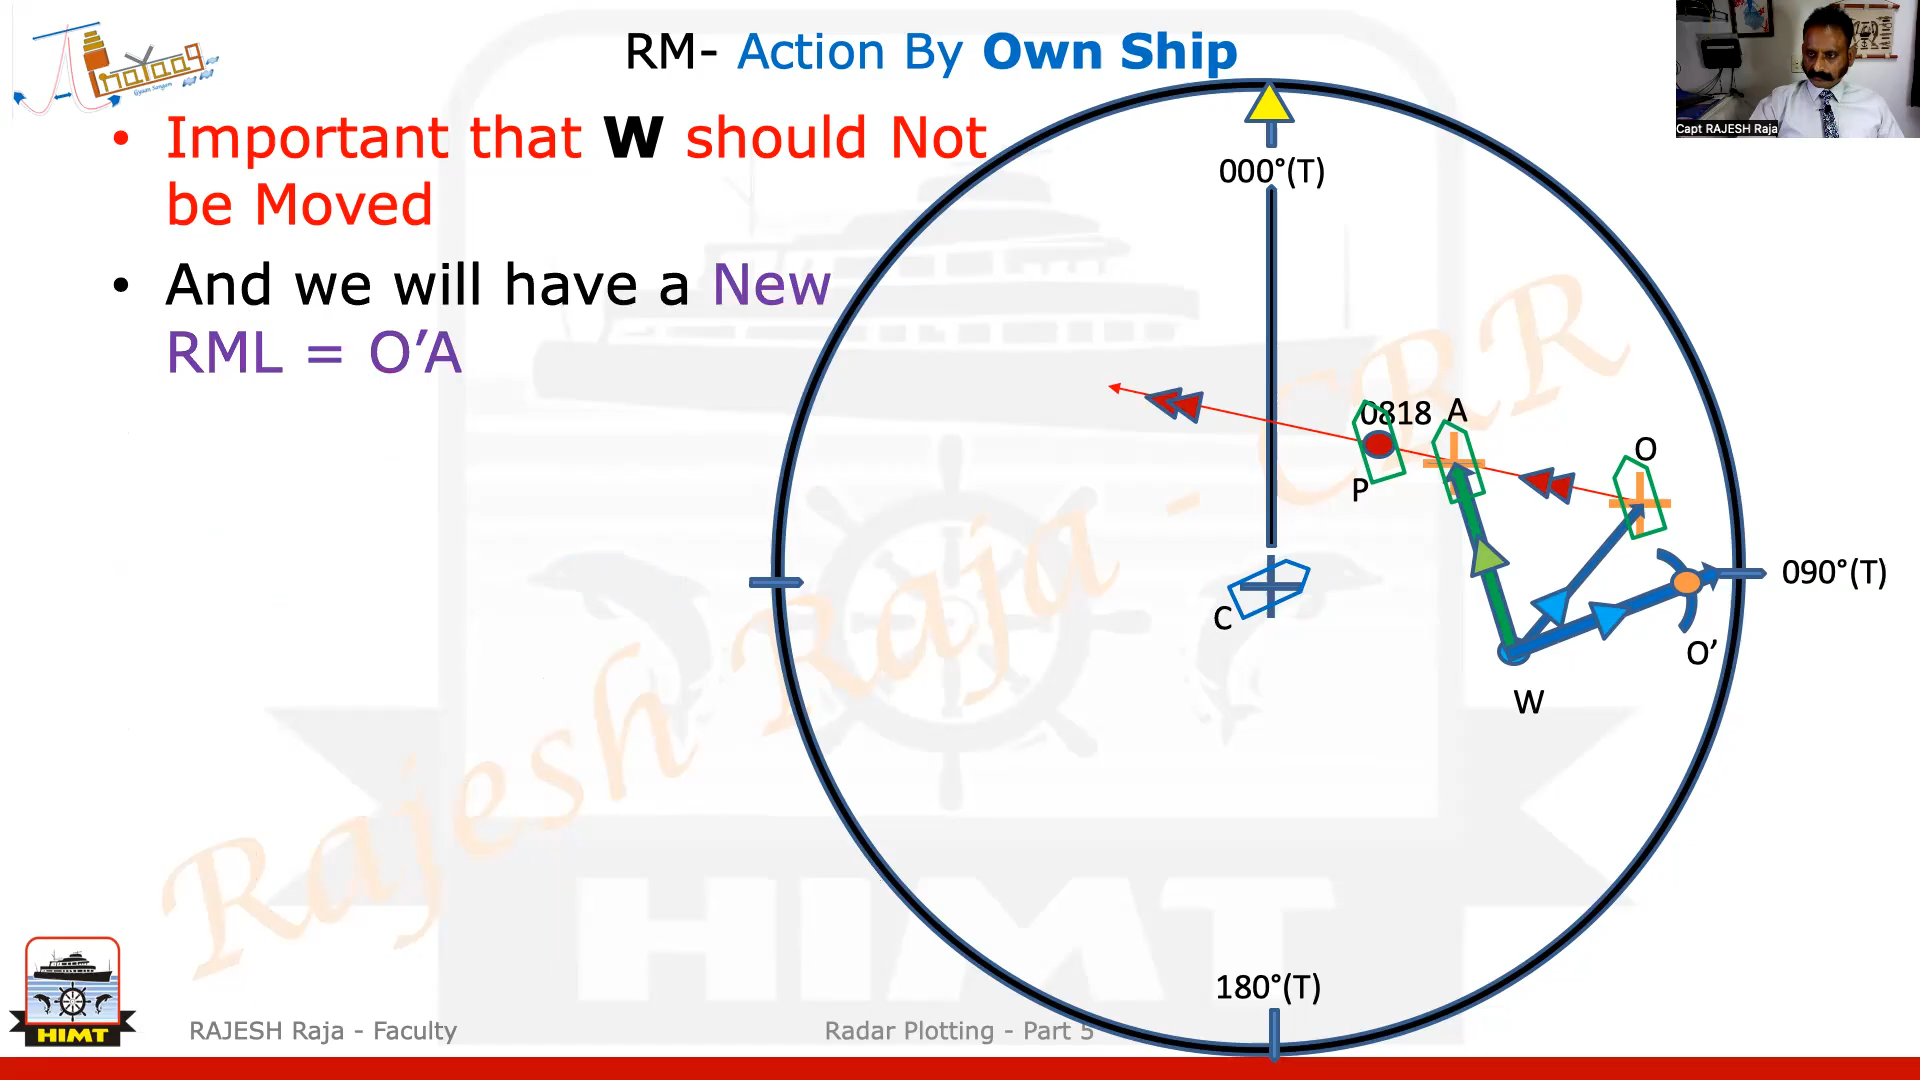 RM- Action By Own Ship
Capt RAJESH Raja
• Important that W should Not
be Moved
• And we will have a New
RML = O’A
000°(T)
0818 A
O
P
090°(T)
C
O’
W
180°(T)
Rajesh Raja - CRR
HIMT
HIMT
RAJESH Raja - Faculty
Radar Plotting - Part 5